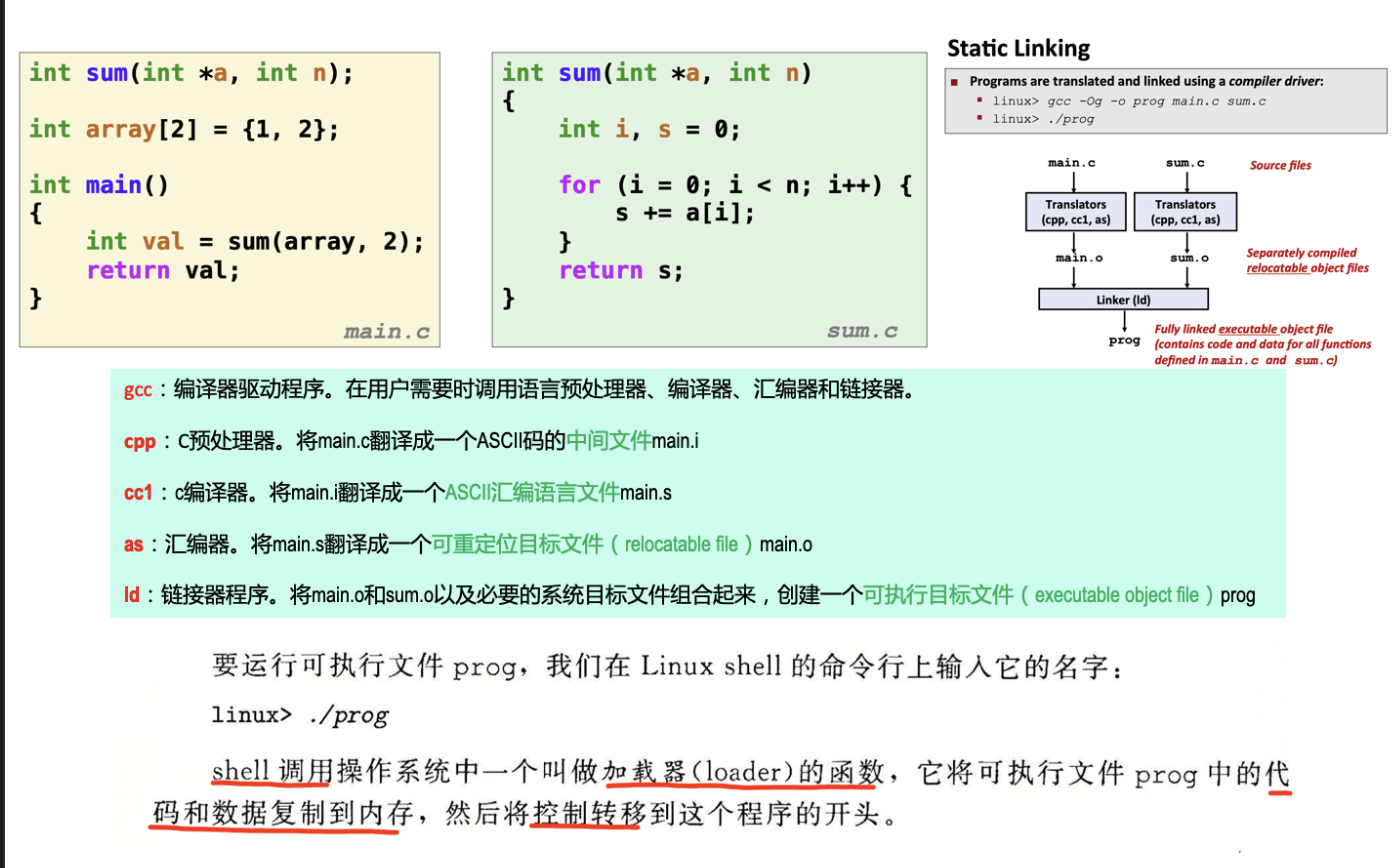 int sum(int *a, int n);
int array[2] = {1, 2};
int main()
{
    int val = sum(array, 2);
    return val;
}
main.c
int sum(int *a, int n)
{
    int i, s = 0;
    for (i = 0; i < n; i++) {
        s += a[i];
    }
    return s;
}
sum.c
Static Linking
Programs are translated and linked using a compiler driver:
linux> gcc -Og -o prog main.c sum.c
linux> ./prog
main.c sum.c Source files
Translators Translators
(cpp, cc1, as) (cpp, cc1, as)
main.o sum.o
Separately compiled
relocatable object files
Linker (ld)
prog
Fully linked executable object file
(contains code and data for all functions
defined in main.c and sum.c)
gcc：编译器驱动程序。在用户需要时调用语言预处理器、编译器、汇编器和链接器。
cpp：C预处理器。将main.c翻译成一个ASCII码的中间文件main.i
cc1：c编译器。将main.i翻译成一个ASCII汇编语言文件main.s
as：汇编器。将main.s翻译成一个可重定位目标文件（relocatable file）main.o
ld：链接器程序。将main.o和sum.o以及必要的系统目标文件组合起来，创建一个可执行目标文件（executable object file）prog
要运行可执行文件 prog，我们在 Linux shell 的命令行上输入它的名字：
linux> ./prog
shell 调用操作系统中一个叫做加载器(loader)的函数，它将可执行文件 prog 中的代
码和数据复制到内存，然后将控制转移到这个程序的开头。